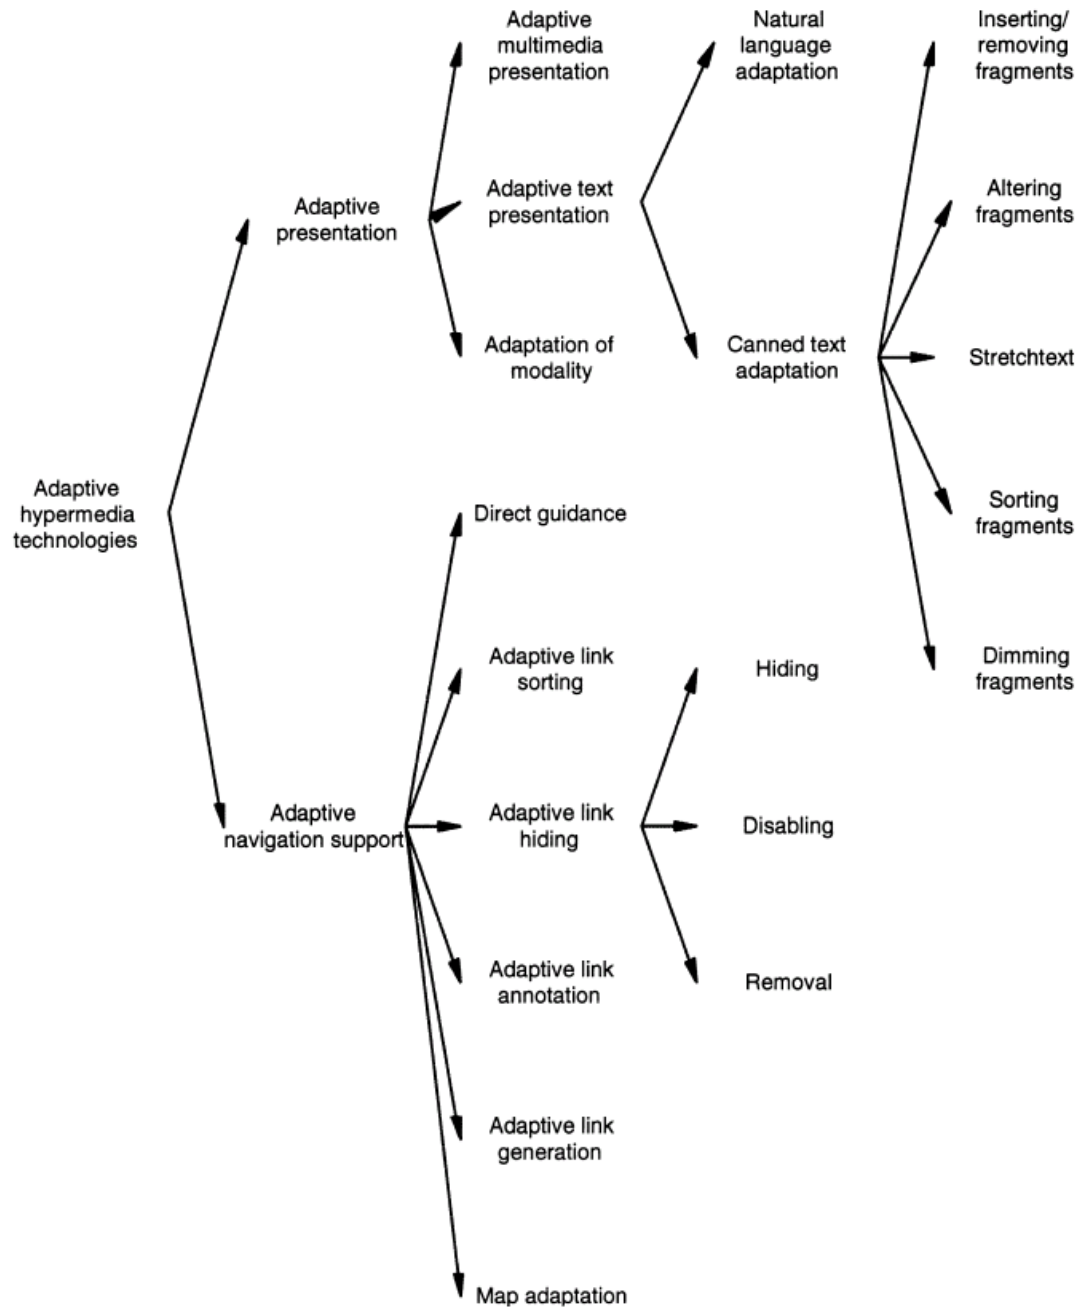 Adaptive
multimedia
presentation
Natural
language
adaptation
Inserting/
removing
fragments
Adaptive
presentation
Adaptive text
presentation
Altering
fragments
Adaptation of
modality
Canned text
adaptation
Stretchtext
Adaptive
hypermedia
technologies
Direct guidance
Sorting
fragments
Adaptive link
sorting
Hiding
Dimming
fragments
Adaptive
navigation support
Adaptive link
hiding
Disabling
Adaptive link
annotation
Removal
Adaptive link
generation
Map adaptation